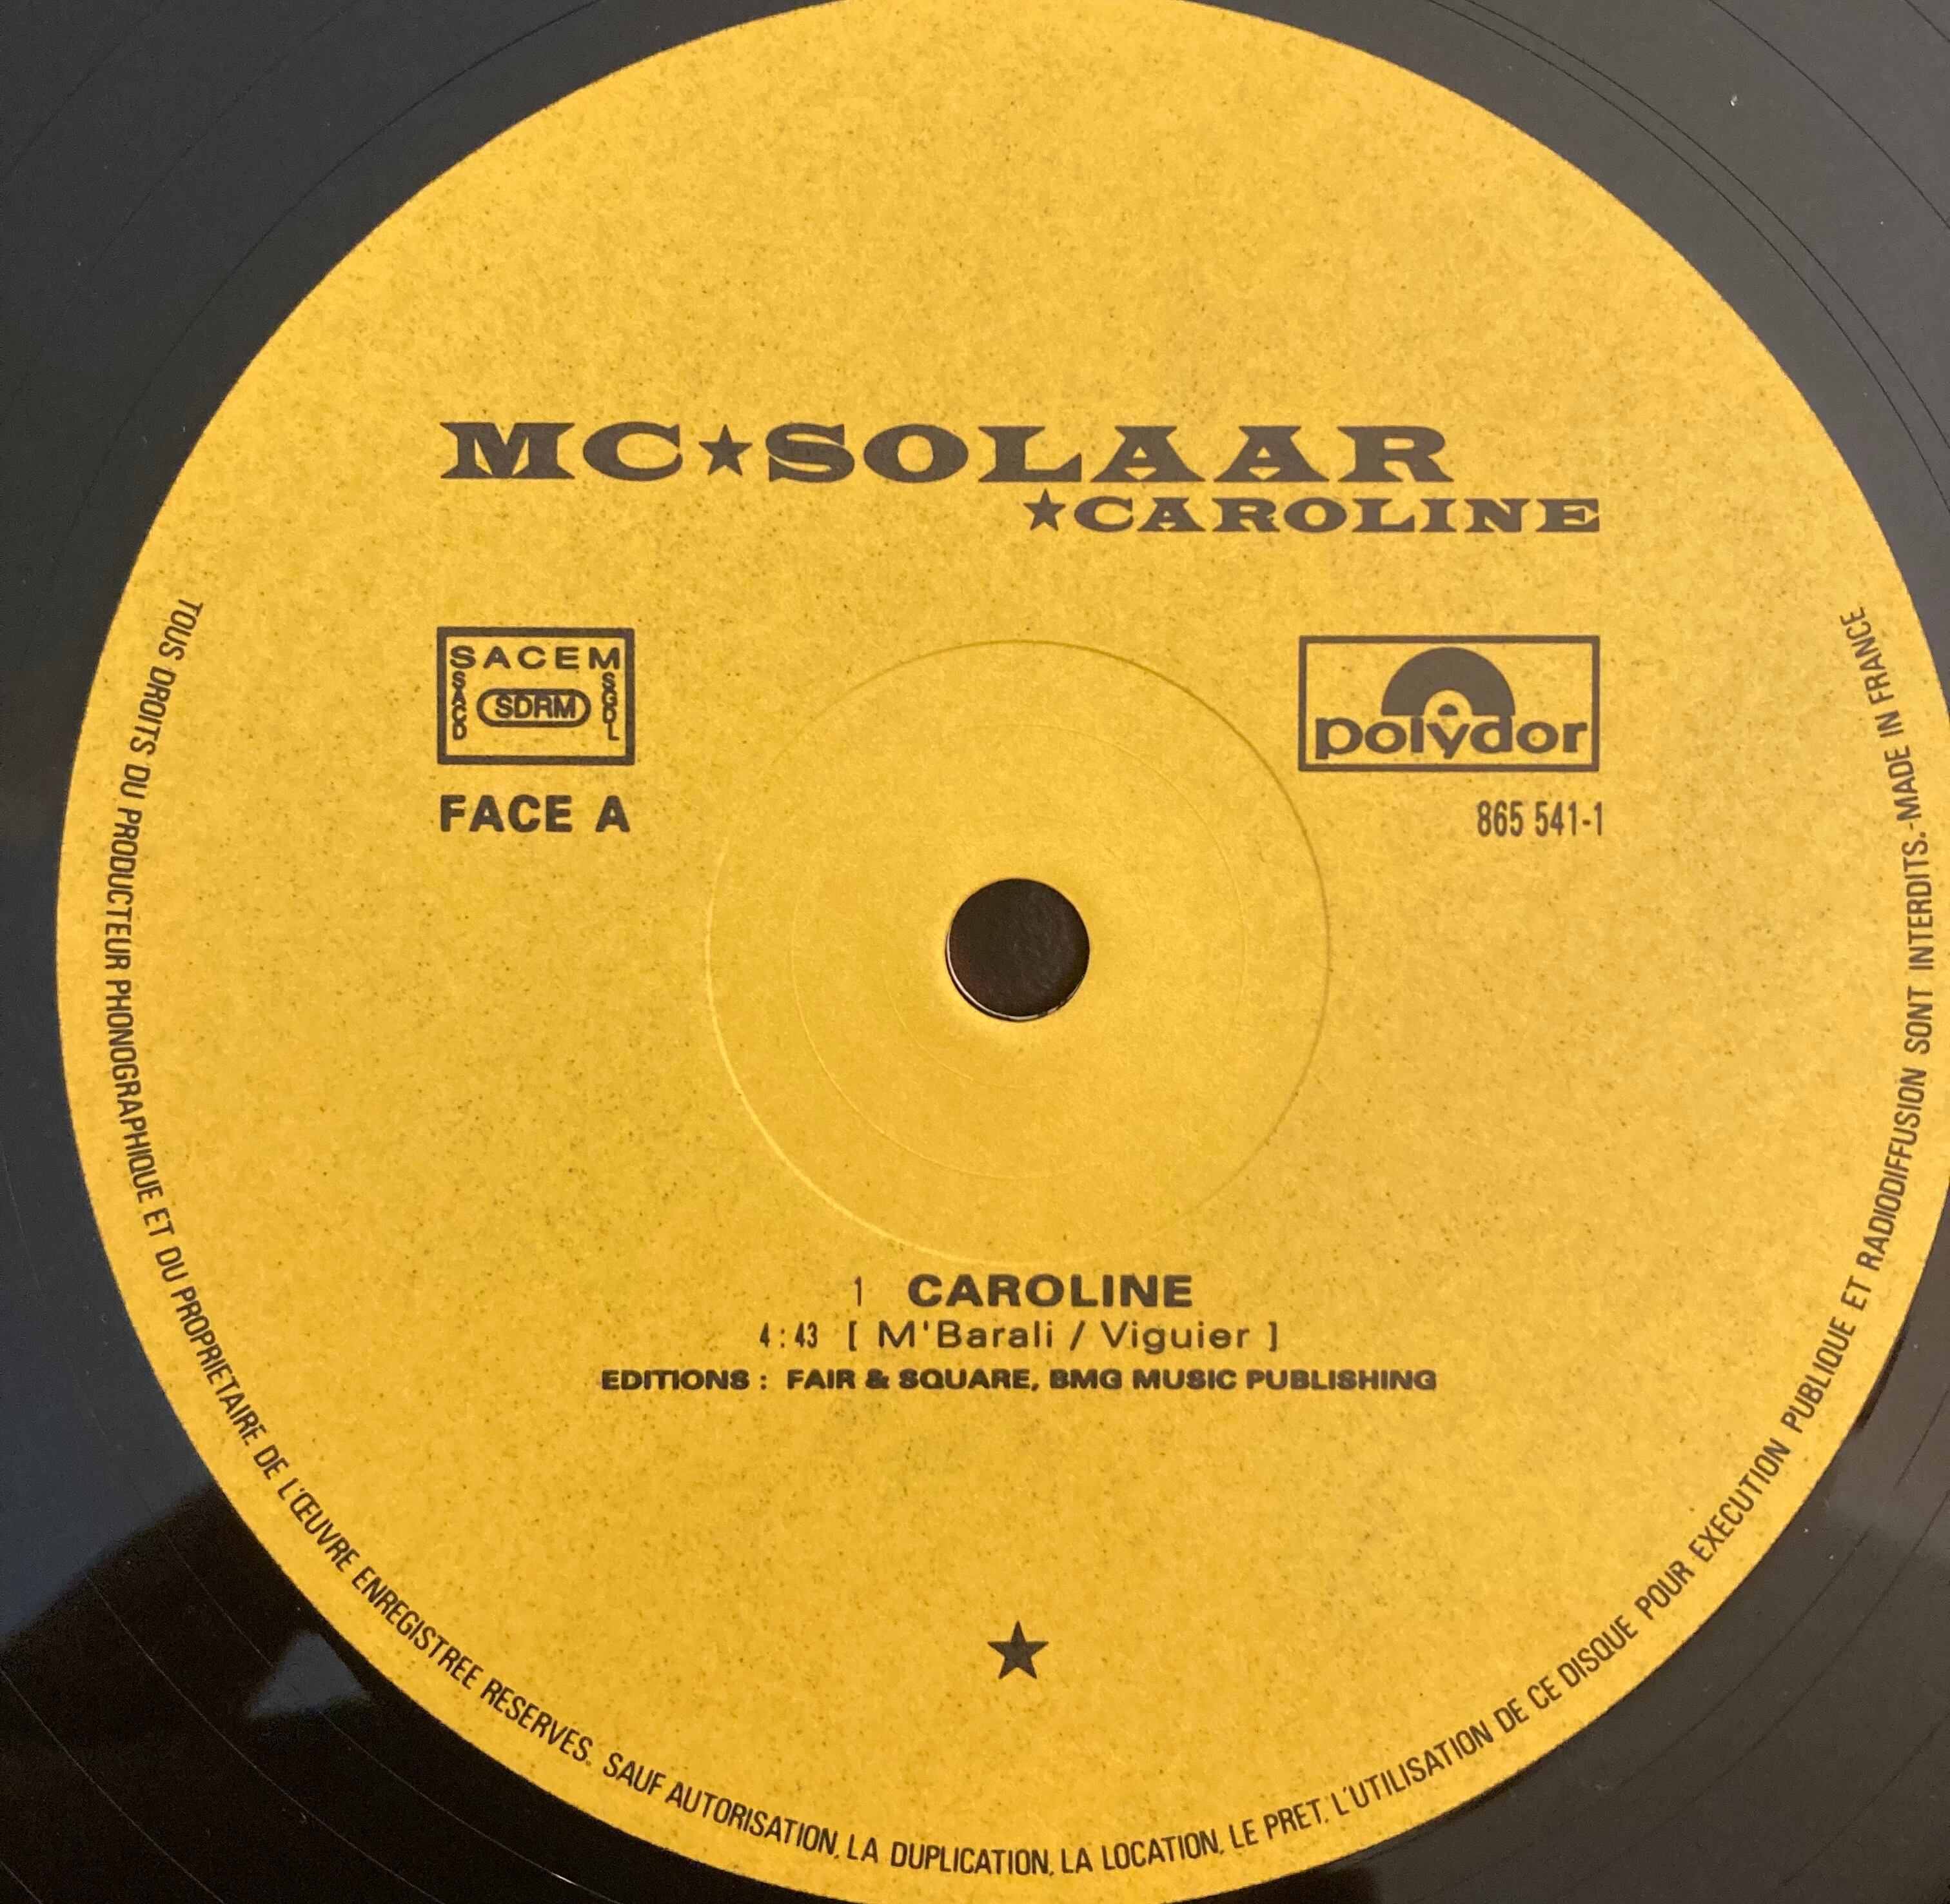 MC★SOLAAR
★CAROLINE
SACEM
SACD
SDRM
SGDL
polydor
FACE A
865 541-1
1 CAROLINE
4:43 [ M'Barali / Viguier ]
EDITIONS : FAIR & SQUARE, BMG MUSIC PUBLISHING
★
TOUS DROITS DU PRODUCTEUR PHONOGRAPHIQUE ET DU PROPRIETAIRE DE L'ŒUVRE ENREGISTREE RESERVES. SAUF AUTORISATION, LA DUPLICATION, LA LOCATION, LE PRET, L'UTILISATION DE CE DISQUE POUR EXECUTION PUBLIQUE ET RADIODIFFUSION SONT INTERDITS.-MADE IN FRANCE